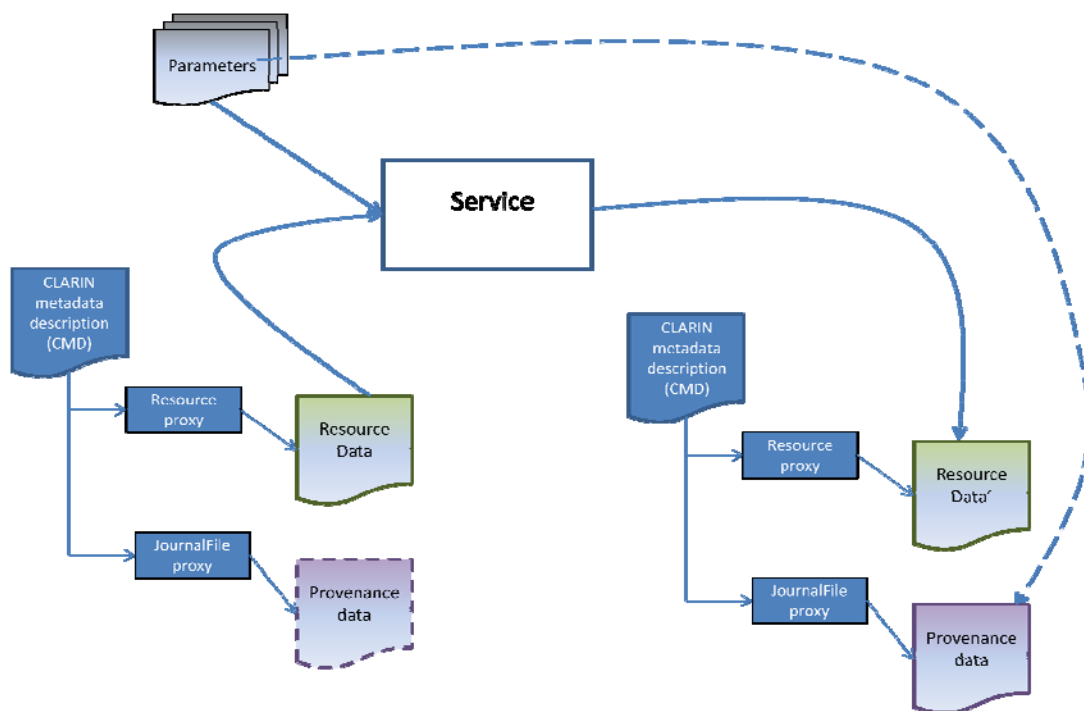 Parameters
Service
CLARIN
metadata
description
(CMD)
Resource
proxy
Resource
Data
JournalFile
proxy
Provenance
data
CLARIN
metadata
description
(CMD)
Resource
proxy
Resource
Data´
JournalFile
proxy
Provenance
data